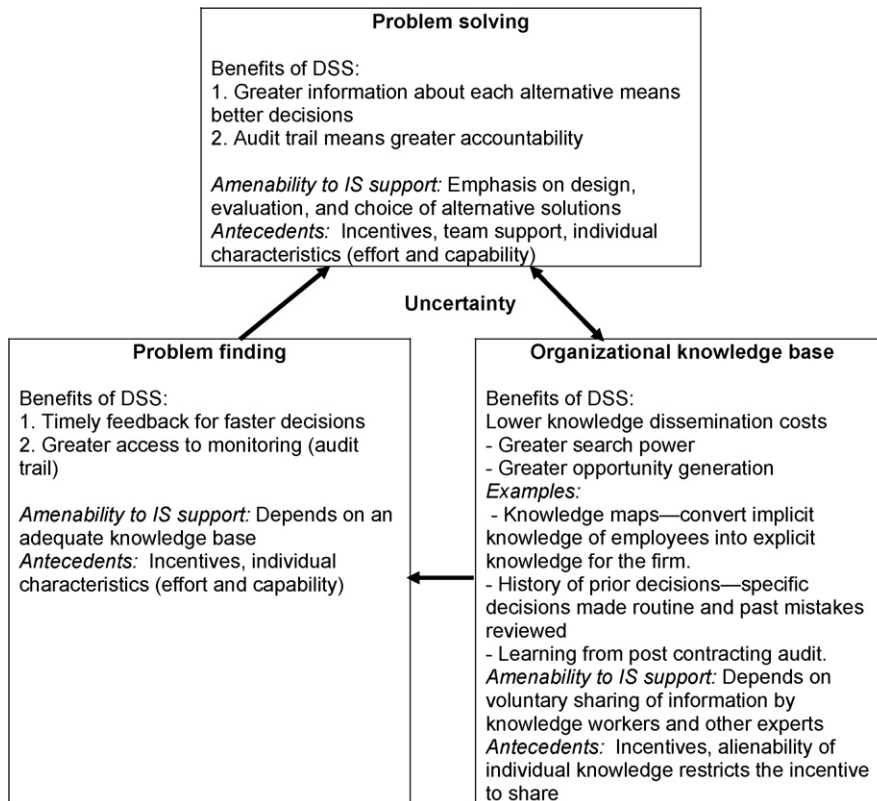 Problem solving
Benefits of DSS:
1. Greater information about each alternative means
better decisions
2. Audit trail means greater accountability
Amenability to IS support: Emphasis on design,
evaluation, and choice of alternative solutions
Antecedents: Incentives, team support, individual
characteristics (effort and capability)
Uncertainty
Problem finding
Benefits of DSS:
1. Timely feedback for faster decisions
2. Greater access to monitoring (audit
trail)
Amenability to IS support: Depends on an
adequate knowledge base
Antecedents: Incentives, individual
characteristics (effort and capability)
Organizational knowledge base
Benefits of DSS:
Lower knowledge dissemination costs
- Greater search power
- Greater opportunity generation
Examples:
- Knowledge maps—convert implicit
knowledge of employees into explicit
knowledge for the firm.
- History of prior decisions—specific
decisions made routine and past mistakes
reviewed
- Learning from post contracting audit.
Amenability to IS support: Depends on
voluntary sharing of information by
knowledge workers and other experts
Antecedents: Incentives, alienability of
individual knowledge restricts the incentive
to share